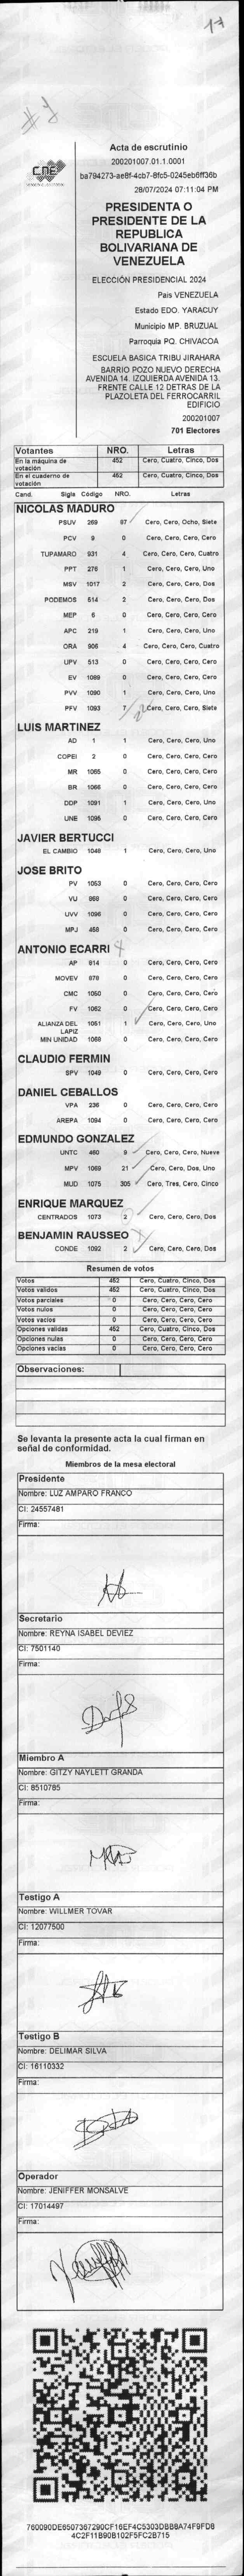 17
CNE
Acta de escrutinio
200201007.01.1.0001
ba794273-ae8f-4cb7-8fc5-0245eb6ff36b
28/07/2024 07:11:04 PM
PRESIDENTA O
PRESIDENTE DE LA
REPUBLICA
BOLIVARIANA DE
VENEZUELA
ELECCIÓN PRESIDENCIAL 2024
Pais VENEZUELA
Estado EDO. YARACUY
Municipio MP. BRUZUAL
Parroquia PQ. CHIVACOA
ESCUELA BASICA TRIBU JIRAHARA
BARRIO POZO NUEVO DERECHA
AVENIDA 14. IZQUIERDA AVENIDA 13.
FRENTE CALLE 12 DETRAS DE LA
PLAZOLETA DEL FERROCARRIL
EDIFICIO
200201007
701 Electores
Votantes NRO. Letras
En la máquina de votación 452 Cero, Cuatro, Cinco, Dos
En el cuaderno de votación 452 Cero, Cuatro, Cinco, Dos
Cand. Sigla Código NRO. Letras
NICOLAS MADURO
PSUV 269 87 Cero, Cero, Ocho, Siete
PCV 9 0 Cero, Cero, Cero, Cero
TUPAMARO 931 4 Cero, Cero, Cero, Cuatro
PPT 276 1 Cero, Cero, Cero, Uno
MSV 1017 2 Cero, Cero, Cero, Dos
PODEMOS 514 2 Cero, Cero, Cero, Dos
MEP 6 0 Cero, Cero, Cero, Cero
APC 219 1 Cero, Cero, Cero, Uno
ORA 906 4 Cero, Cero, Cero, Cuatro
UPV 513 0 Cero, Cero, Cero, Cero
EV 1089 0 Cero, Cero, Cero, Cero
PVV 1090 1 Cero, Cero, Cero, Uno
PFV 1093 7 Cero, Cero, Cero, Siete
LUIS MARTINEZ
AD 1 1 Cero, Cero, Cero, Uno
COPEI 2 0 Cero, Cero, Cero, Cero
MR 1065 0 Cero, Cero, Cero, Cero
BR 1066 0 Cero, Cero, Cero, Cero
DDP 1091 1 Cero, Cero, Cero, Uno
UNE 1095 0 Cero, Cero, Cero, Cero
JAVIER BERTUCCI
EL CAMBIO 1048 1 Cero, Cero, Cero, Uno
JOSE BRITO
PV 1053 0 Cero, Cero, Cero, Cero
VU 868 0 Cero, Cero, Cero, Cero
UVV 1096 0 Cero, Cero, Cero, Cero
MPJ 458 0 Cero, Cero, Cero, Cero
ANTONIO ECARRI
AP 814 0 Cero, Cero, Cero, Cero
MOVEV 878 0 Cero, Cero, Cero, Cero
CMC 1050 0 Cero, Cero, Cero, Cero
FV 1062 0 Cero, Cero, Cero, Cero
ALIANZA DEL LAPIZ 1051 1 Cero, Cero, Cero, Uno
MIN UNIDAD 1068 0 Cero, Cero, Cero, Cero
CLAUDIO FERMIN
SPV 1049 0 Cero, Cero, Cero, Cero
DANIEL CEBALLOS
VPA 236 0 Cero, Cero, Cero, Cero
AREPA 1094 0 Cero, Cero, Cero, Cero
EDMUNDO GONZALEZ
UNTC 460 9 Cero, Cero, Cero, Nueve
MPV 1069 21 Cero, Cero, Dos, Uno
MUD 1075 305 Cero, Tres, Cero, Cinco
ENRIQUE MARQUEZ
CENTRADOS 1073 2 Cero, Cero, Cero, Dos
BENJAMIN RAUSSEO
CONDE 1092 2 Cero, Cero, Cero, Dos
Resumen de votos
Votos 452 Cero, Cuatro, Cinco, Dos
Votos validos 452 Cero, Cuatro, Cinco, Dos
Votos parciales 0 Cero, Cero, Cero, Cero
Votos nulos 0 Cero, Cero, Cero, Cero
Votos vacios 0 Cero, Cero, Cero, Cero
Opciones validas 452 Cero, Cuatro, Cinco, Dos
Opciones nulas 0 Cero, Cero, Cero, Cero
Opciones vacias 0 Cero, Cero, Cero, Cero
Observaciones:
Se levanta la presente acta la cual firman en
señal de conformidad.
Miembros de la mesa electoral
Presidente
Nombre: LUZ AMPARO FRANCO
CI: 24557481
Firma:
Secretario
Nombre: REYNA ISABEL DEVIEZ
CI: 7501140
Firma:
Miembro A
Nombre: GITZY NAYLETT GRANDA
CI: 8510785
Firma:
Testigo A
Nombre: WILLMER TOVAR
CI: 12077500
Firma:
Testigo B
Nombre: DELIMAR SILVA
CI: 16110332
Firma:
Operador
Nombre: JENIFFER MONSALVE
CI: 17014497
Firma:
760090DE6507367290CF16EF4C5303DBB8A74F9FD8
4C2F11B90B102F5FC2B715